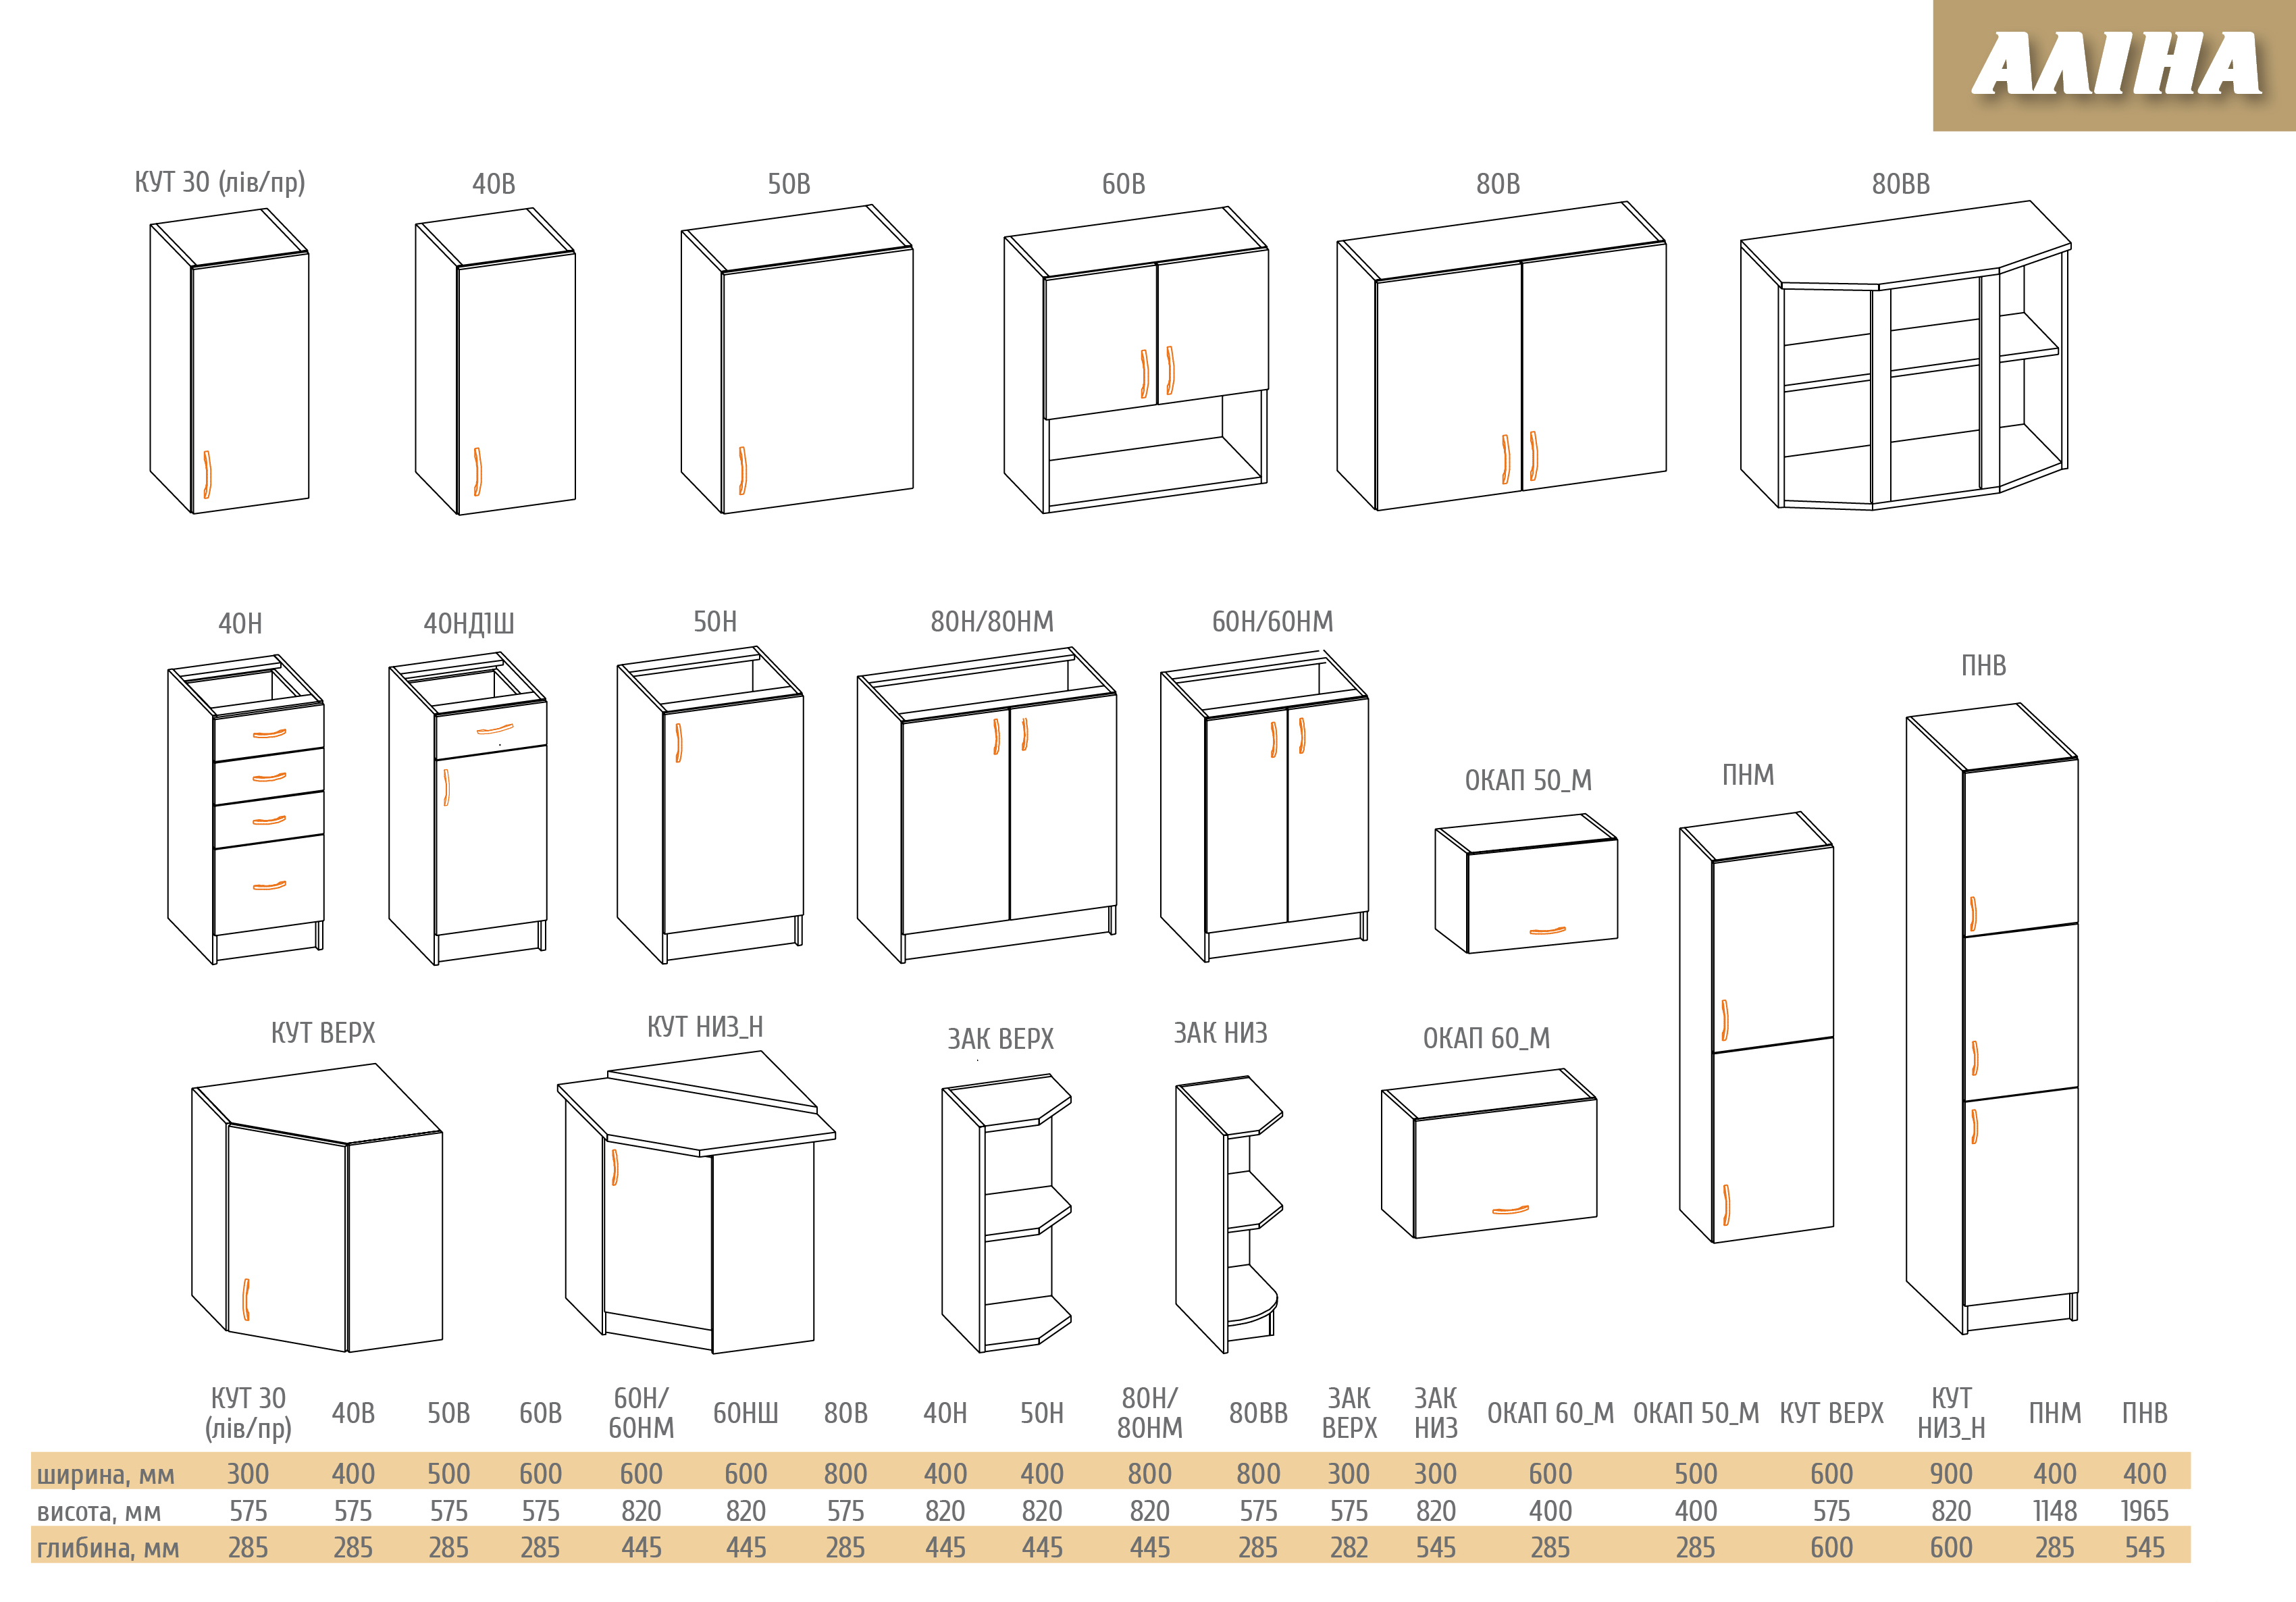 АЛІНА
КУТ 30 (лів/пр) 40В 50В 60В 80В 80ВВ
40Н 40НД1Ш 50Н 80Н/80НМ 60Н/60НМ
ПНВ
ОКАП 50_М ПНМ
КУТ ВЕРХ КУТ НИЗ_Н ЗАК ВЕРХ ЗАК НИЗ ОКАП 60_М
КУТ 30 (лів/пр) 40В 50В 60В 60Н/60НМ 60НШ 80В 40Н 50Н 80Н/80НМ 80ВВ ЗАК ВЕРХ ЗАК НИЗ ОКАП 60_М ОКАП 50_М КУТ ВЕРХ КУТ НИЗ_Н ПНМ ПНВ
ширина, мм 300 400 500 600 600 600 800 400 400 800 800 300 300 600 500 600 900 400 400
висота, мм 575 575 575 575 820 820 575 820 820 820 575 575 820 400 400 575 820 1148 1965
глибина, мм 285 285 285 285 445 445 285 445 445 445 285 282 545 285 285 600 600 285 545